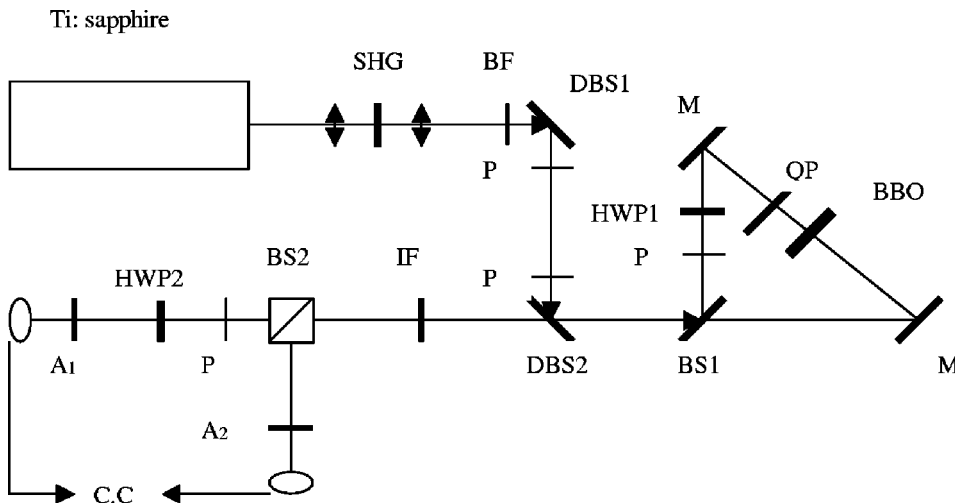 Ti: sapphire
SHG
BF
DBS1
M
P
QP
BBO
HWP1
P
BS2
IF
P
HWP2
A1
P
DBS2
BS1
M
A2
C.C